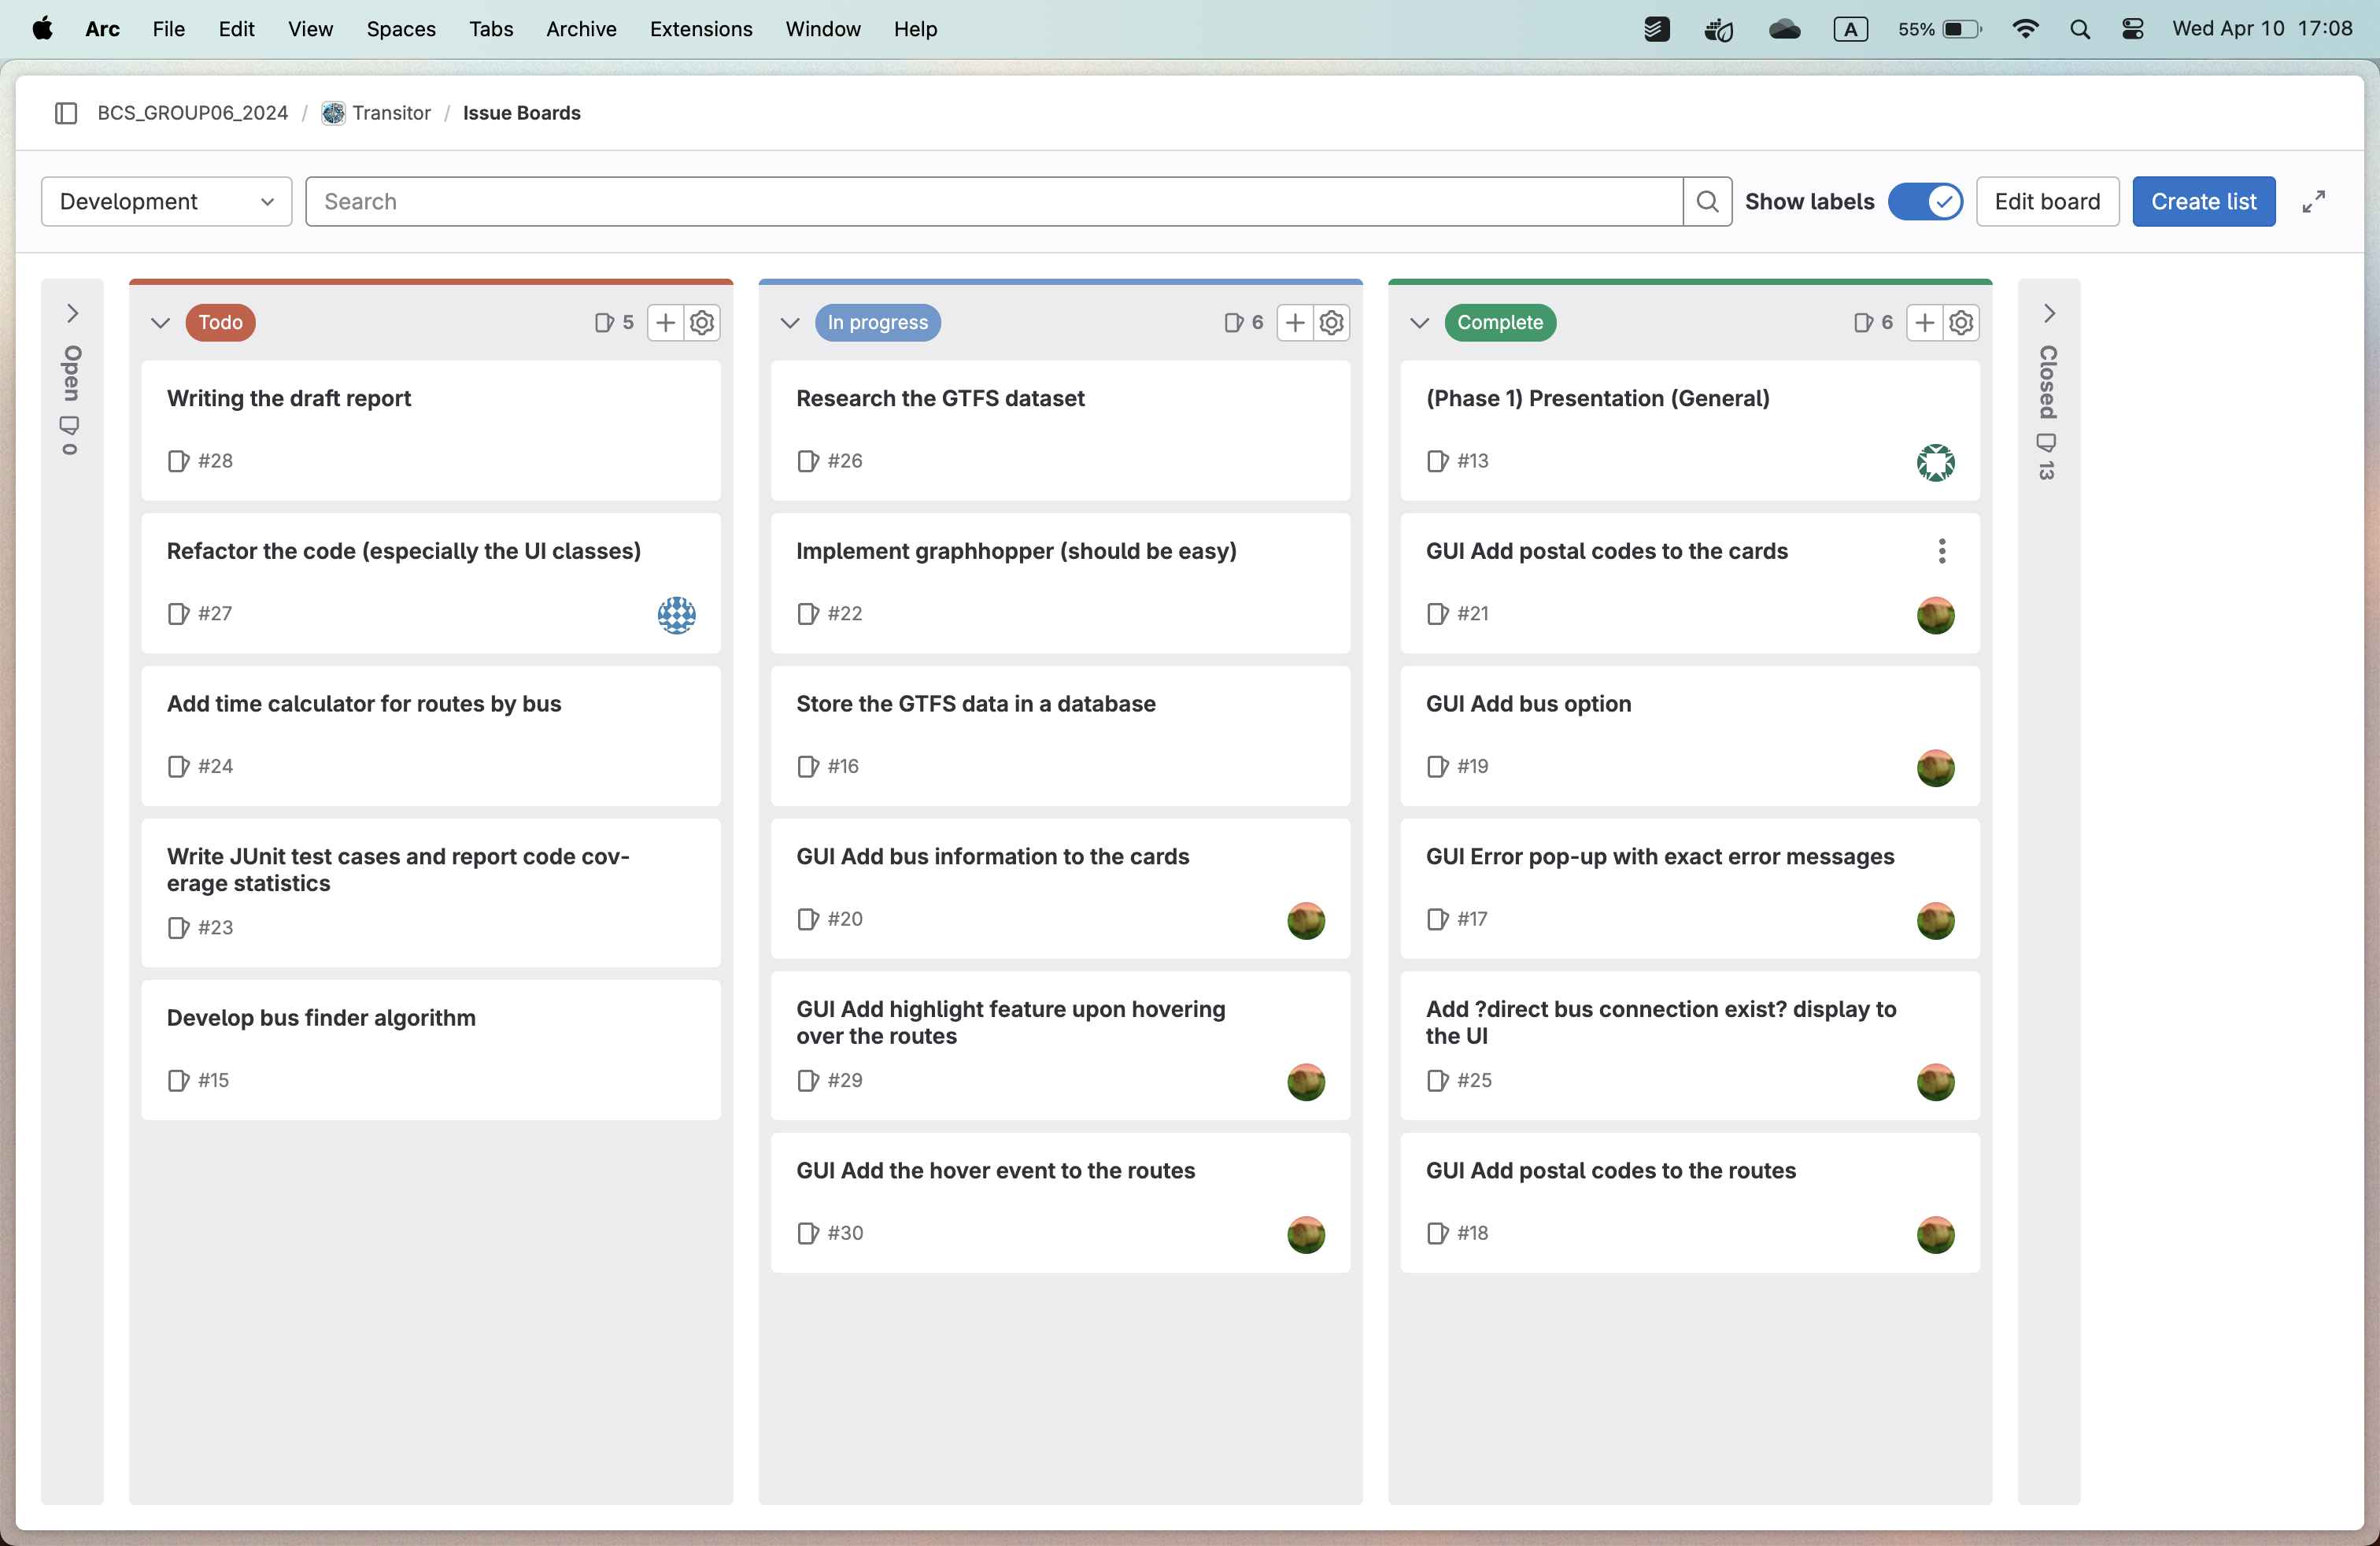 Arc File Edit View Spaces Tabs Archive Extensions Window Help A 55% Wed Apr 10 17:08
BCS_GROUP06_2024 / Transitor / Issue Boards
Development Search Show labels Edit board Create list
Open 0
Todo 5
Writing the draft report
#28
Refactor the code (especially the UI classes)
#27
Add time calculator for routes by bus
#24
Write JUnit test cases and report code cov-
erage statistics
#23
Develop bus finder algorithm
#15
In progress 6
Research the GTFS dataset
#26
Implement graphhopper (should be easy)
#22
Store the GTFS data in a database
#16
GUI Add bus information to the cards
#20
GUI Add highlight feature upon hovering
over the routes
#29
GUI Add the hover event to the routes
#30
Complete 6
(Phase 1) Presentation (General)
#13
GUI Add postal codes to the cards
#21
GUI Add bus option
#19
GUI Error pop-up with exact error messages
#17
Add ?direct bus connection exist? display to
the UI
#25
GUI Add postal codes to the routes
#18
Closed 13